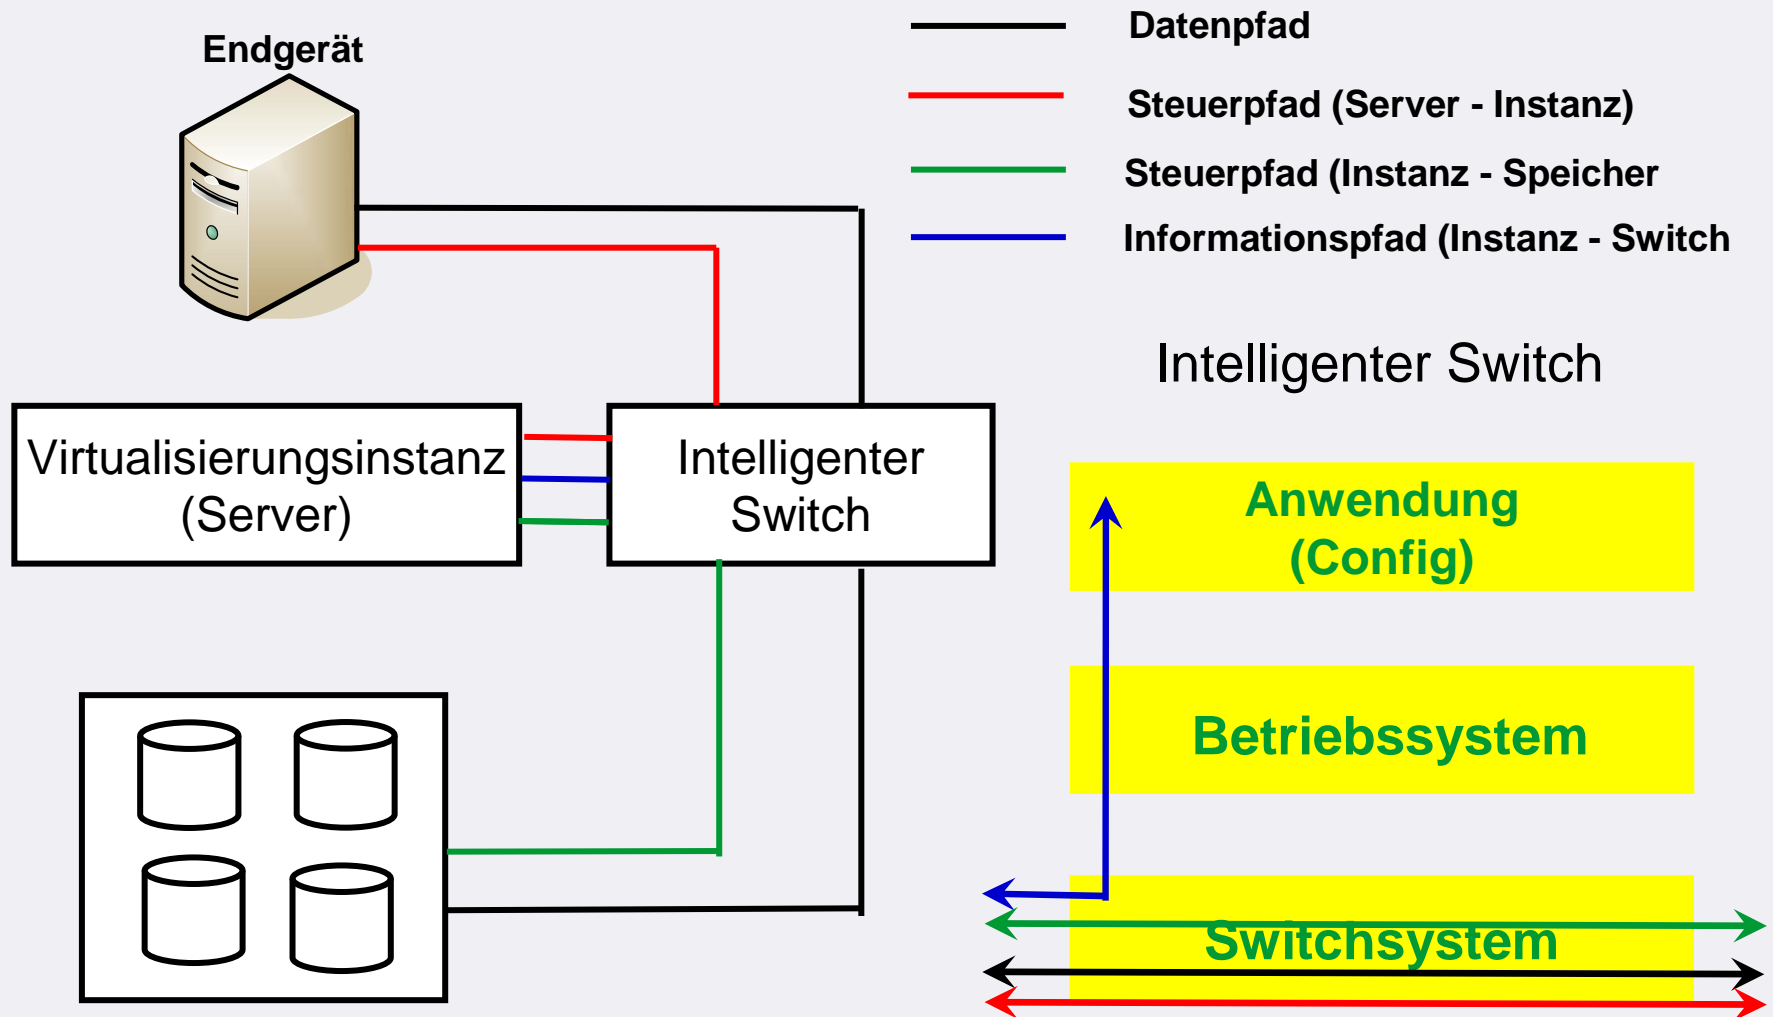 Endgerät
Datenpfad
Steuerpfad (Server - Instanz)
Steuerpfad (Instanz - Speicher
Informationspfad (Instanz - Switch
Virtualisierungsinstanz
(Server)
Intelligenter
Switch
Intelligenter Switch
Anwendung
(Config)
Betriebssystem
Switchsystem